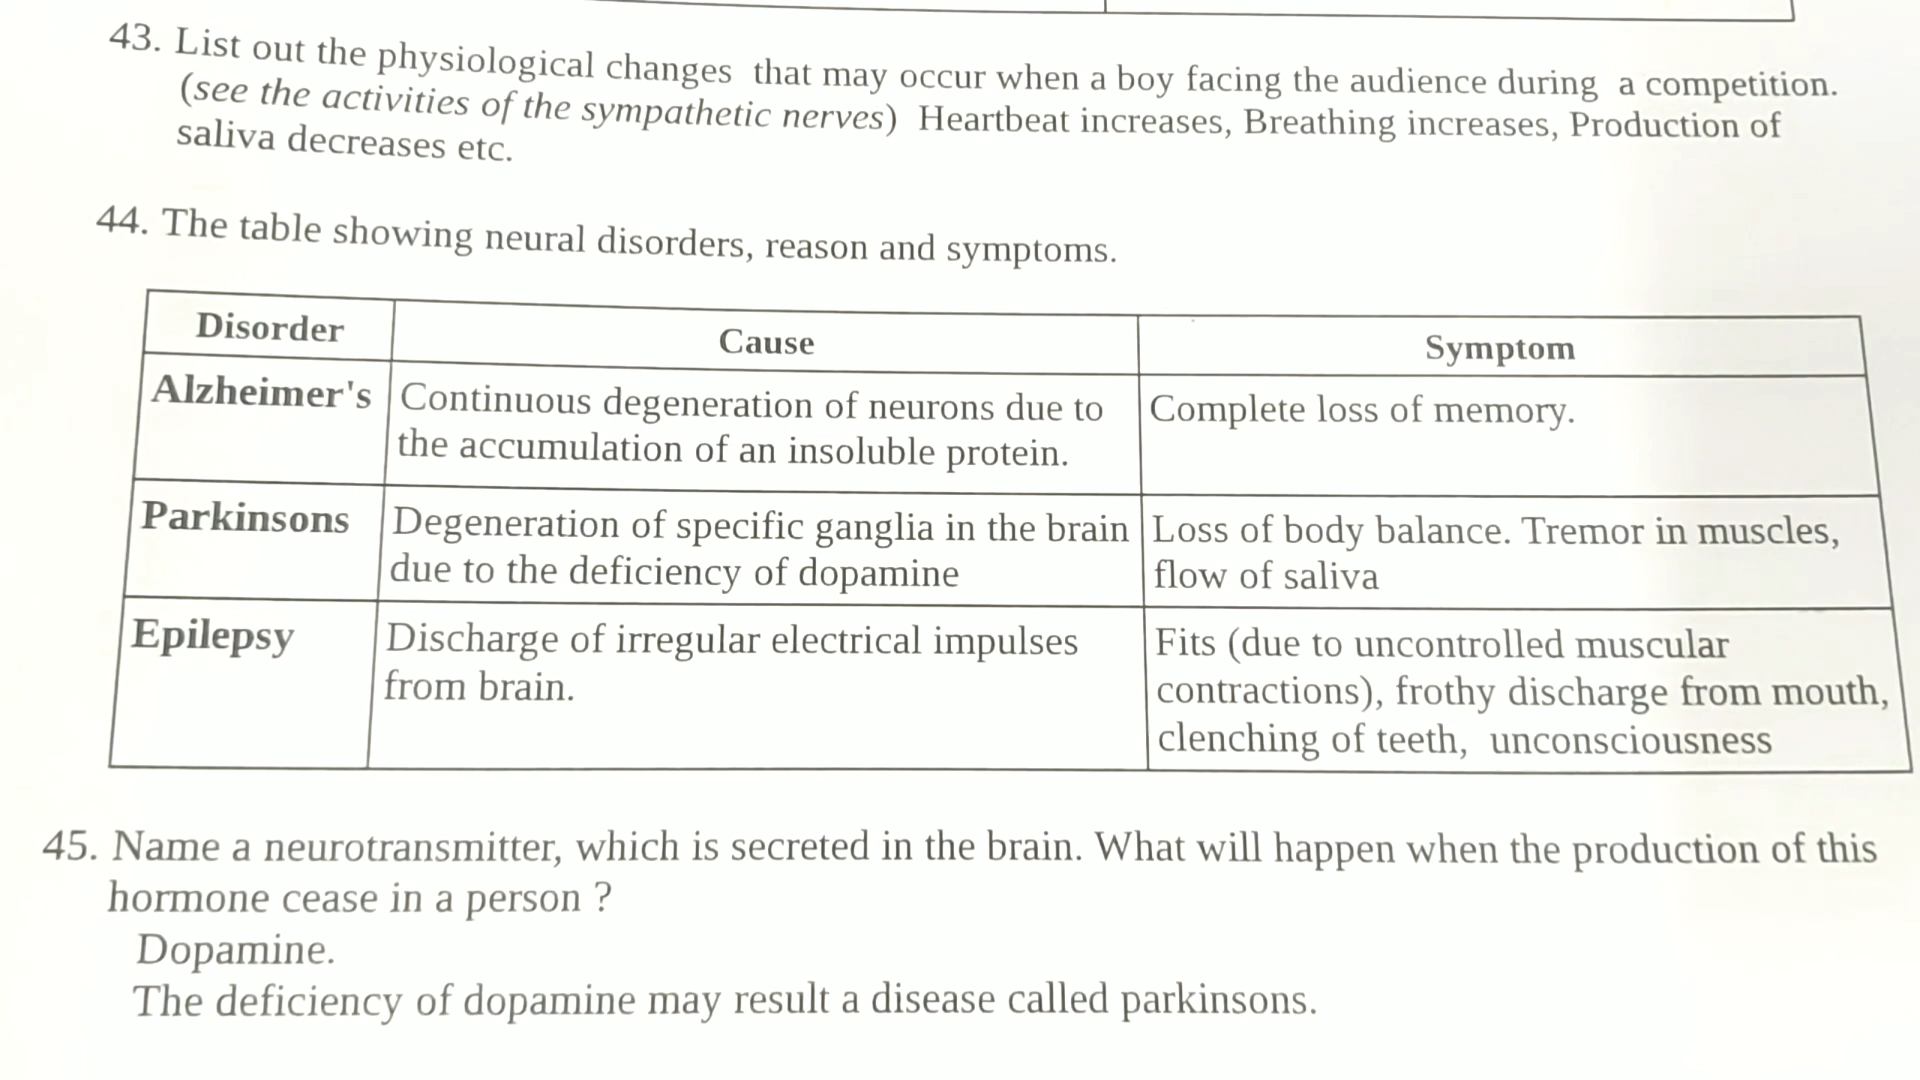 43. List out the physiological changes that may occur when a boy facing the audience during a competition.
(see the activities of the sympathetic nerves) Heartbeat increases, Breathing increases, Production of
saliva decreases etc.
44. The table showing neural disorders, reason and symptoms.
Disorder Cause Symptom
Alzheimer's Continuous degeneration of neurons due to Complete loss of memory.
the accumulation of an insoluble protein.
Parkinsons Degeneration of specific ganglia in the brain Loss of body balance. Tremor in muscles,
due to the deficiency of dopamine flow of saliva
Epilepsy Discharge of irregular electrical impulses Fits (due to uncontrolled muscular
from brain. contractions), frothy discharge from mouth,
clenching of teeth, unconsciousness
45. Name a neurotransmitter, which is secreted in the brain. What will happen when the production of this
hormone cease in a person ?
Dopamine.
The deficiency of dopamine may result a disease called parkinsons.